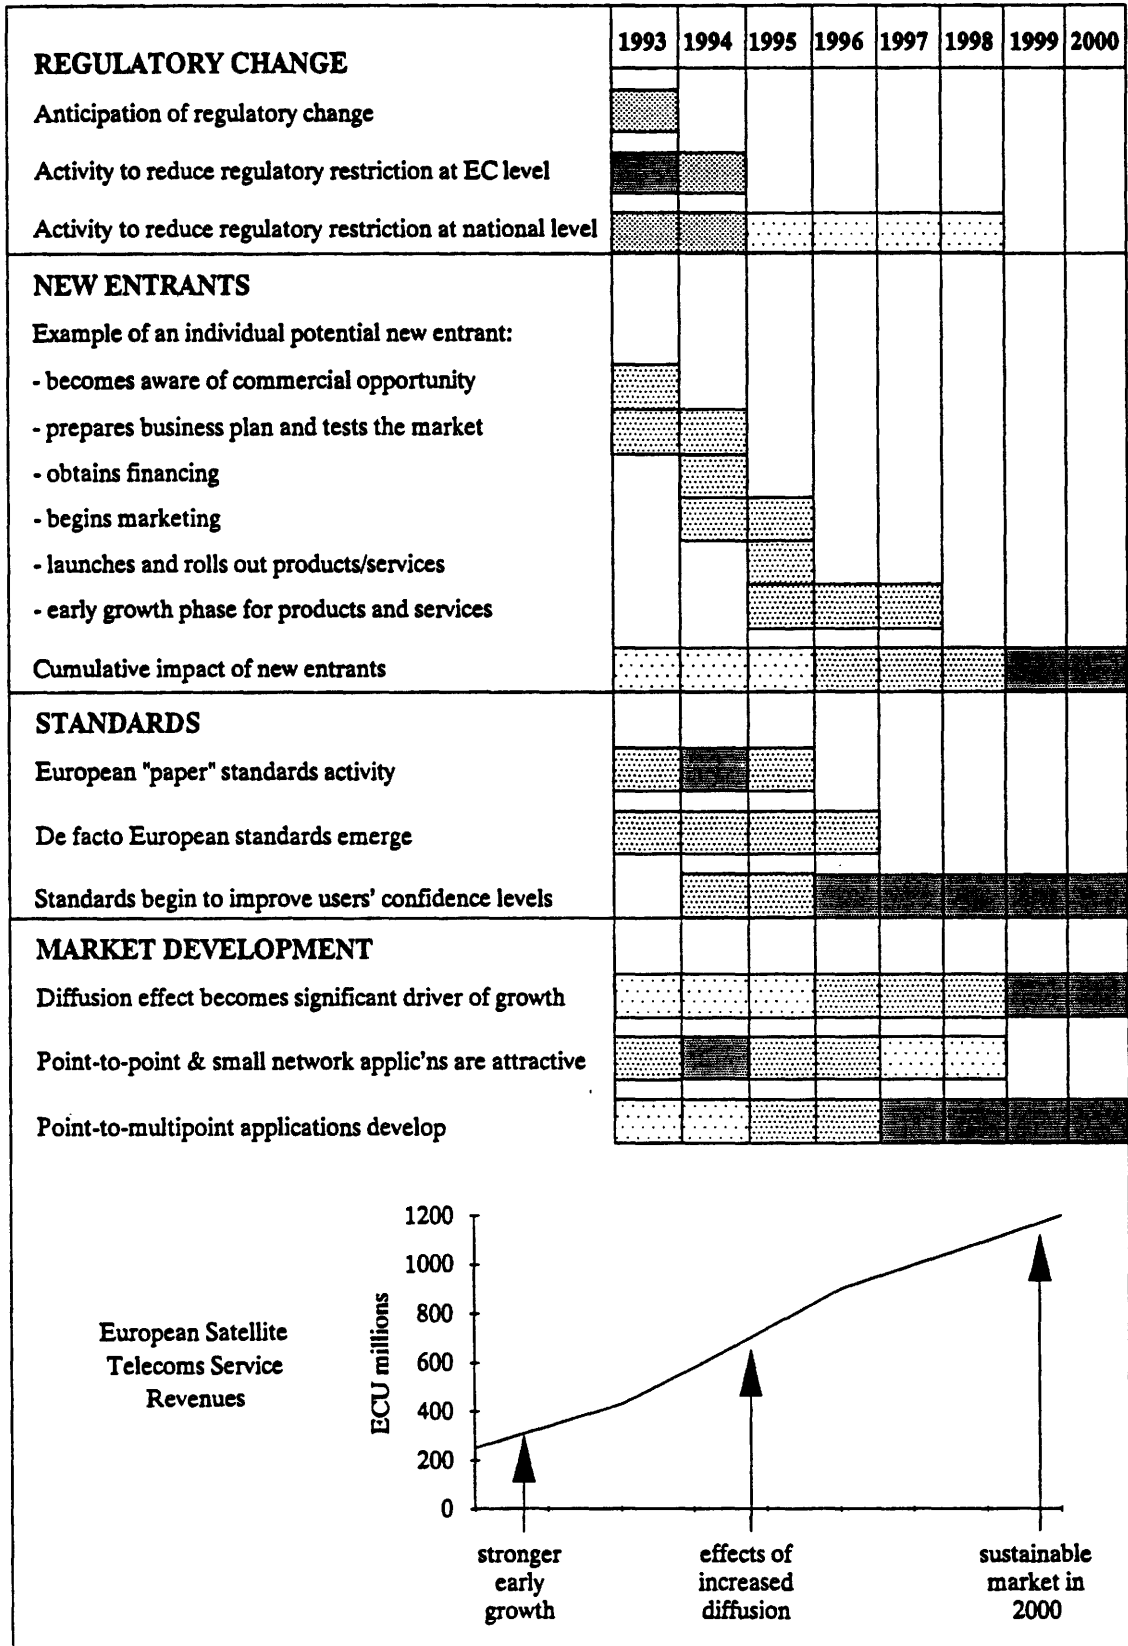 1993 1994 1995 1996 1997 1998 1999 2000
REGULATORY CHANGE
Anticipation of regulatory change
Activity to reduce regulatory restriction at EC level
Activity to reduce regulatory restriction at national level
NEW ENTRANTS
Example of an individual potential new entrant:
- becomes aware of commercial opportunity
- prepares business plan and tests the market
- obtains financing
- begins marketing
- launches and rolls out products/services
- early growth phase for products and services
Cumulative impact of new entrants
STANDARDS
European "paper" standards activity
De facto European standards emerge
Standards begin to improve users' confidence levels
MARKET DEVELOPMENT
Diffusion effect becomes significant driver of growth
Point-to-point & small network applic'ns are attractive
Point-to-multipoint applications develop
European Satellite
Telecoms Service
Revenues
ECU millions
1200
1000
800
600
400
200
0
stronger
early
growth
effects of
increased
diffusion
sustainable
market in
2000